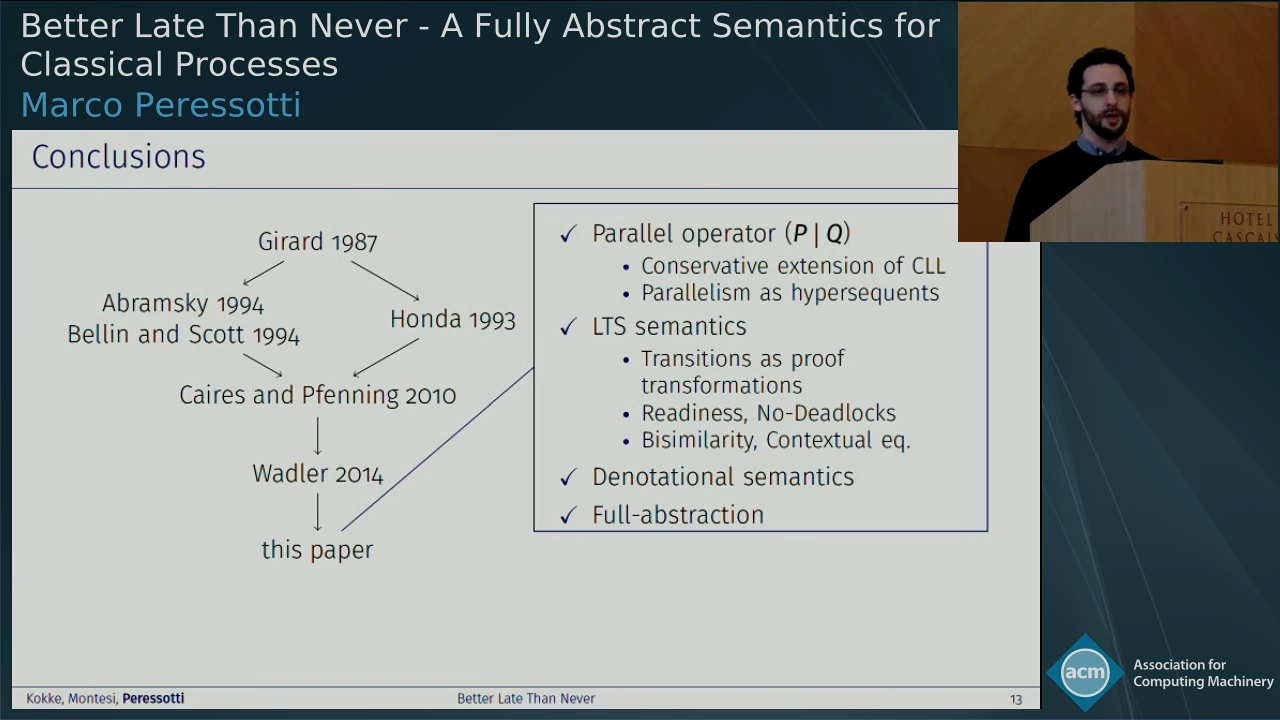 Better Late Than Never - A Fully Abstract Semantics for
Classical Processes
Marco Peressotti
HOTEL
CASCAIS
Conclusions
Girard 1987
Abramsky 1994
Bellin and Scott 1994
Honda 1993
Caires and Pfenning 2010
Wadler 2014
this paper
✓ Parallel operator (P | Q)
• Conservative extension of CLL
• Parallelism as hypersequents
✓ LTS semantics
• Transitions as proof
transformations
• Readiness, No-Deadlocks
• Bisimilarity, Contextual eq.
✓ Denotational semantics
✓ Full-abstraction
Kokke, Montesi, Peressotti
Better Late Than Never
13
acm
Association for
Computing Machinery